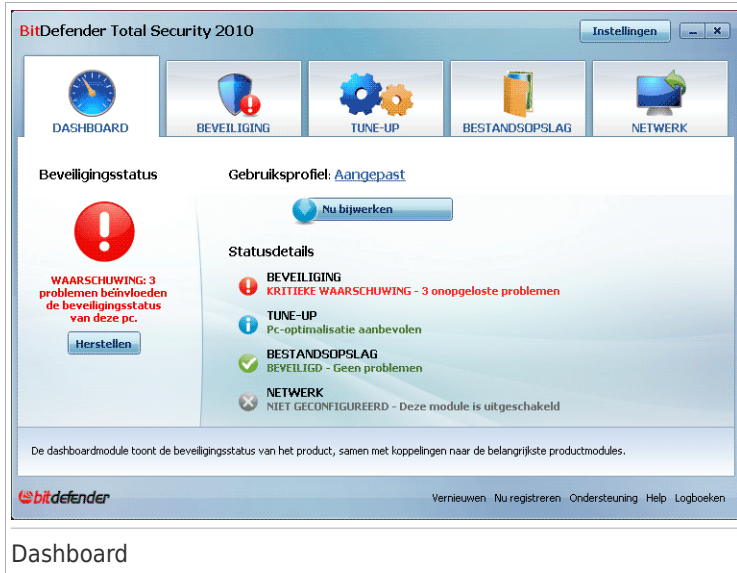 BitDefender Total Security 2010
Instellingen
DASHBOARD
BEVEILIGING
TUNE-UP
BESTANDSOPSLAG
NETWERK
Beveiligingsstatus
WAARSCHUWING: 3
problemen beïnvloeden
de beveiligingsstatus
van deze pc.
Herstellen
Gebruiksprofiel: Aangepast
Nu bijwerken
Statusdetails
BEVEILIGING
KRITIEKE WAARSCHUWING - 3 onopgeloste problemen
TUNE-UP
Pc-optimalisatie aanbevolen
BESTANDSOPSLAG
BEVEILIGD - Geen problemen
NETWERK
NIET GECONFIGUREERD - Deze module is uitgeschakeld
De dashboardmodule toont de beveiligingsstatus van het product, samen met koppelingen naar de belangrijkste productmodules.
bitdefender
Vernieuwen Nu registreren Ondersteuning Help Logboeken
Dashboard